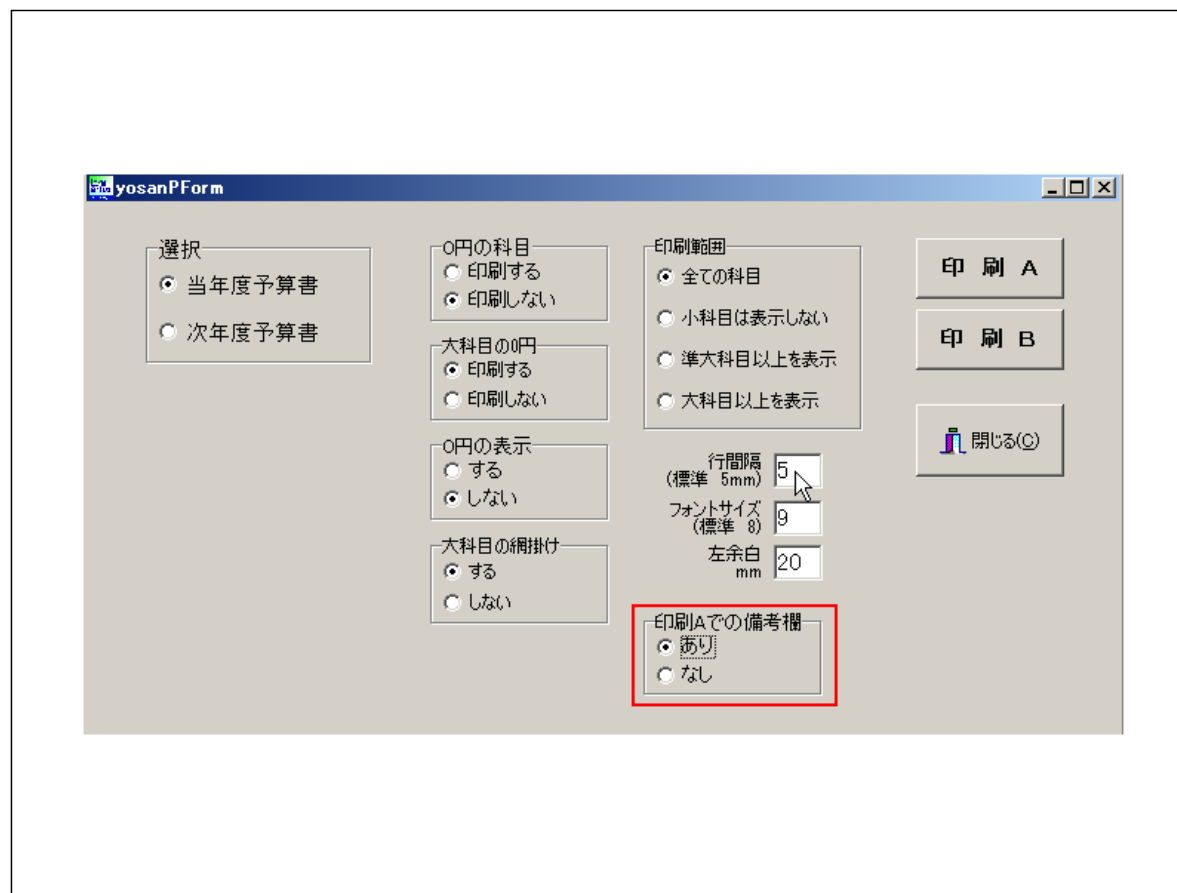 yosanPForm
選択
当年度予算書
次年度予算書
0円の科目
印刷する
印刷しない
大科目の0円
印刷する
印刷しない
0円の表示
する
しない
大科目の網掛け
する
しない
印刷範囲
全ての科目
小科目は表示しない
準大科目以上を表示
大科目以上を表示
行間隔
(標準 5mm) 5
フォントサイズ
(標準 8) 9
左余白
mm 20
印刷Aでの備考欄
あり
なし
印 刷 A
印 刷 B
閉じる(C)